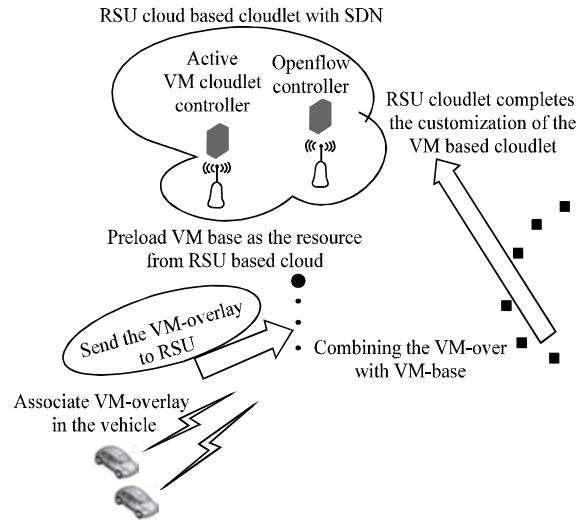 RSU cloud based cloudlet with SDN
Active
VM cloudlet
controller
Openflow
controller
RSU cloudlet completes
the customization of the
VM based cloudlet
Preload VM base as the resource
from RSU based cloud
Send the VM-overlay
to RSU
Combining the VM-over
with VM-base
Associate VM-overlay
in the vehicle